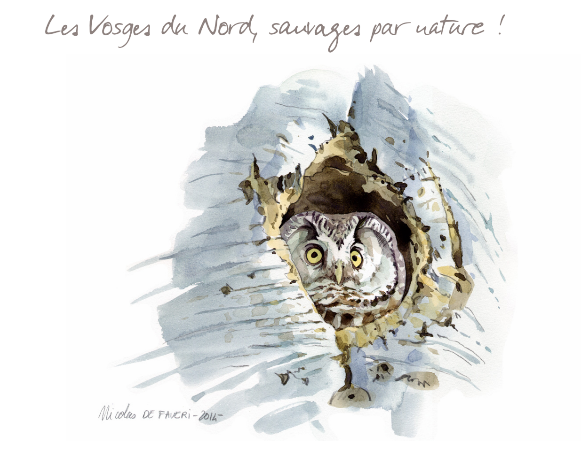 Les Vosges du Nord, sauvages par nature !
Nicolas DE FAVERI - 2014 -